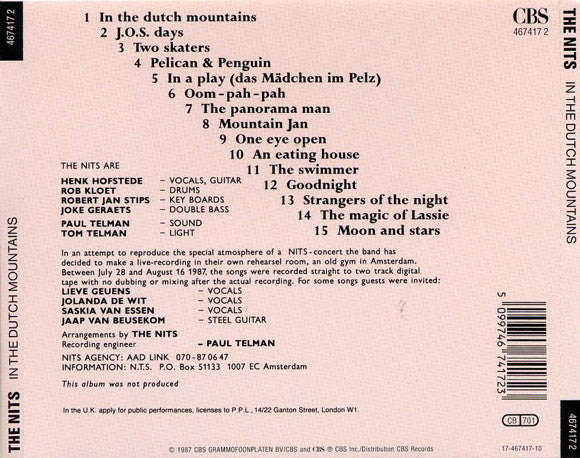 467417 2
THE NITS IN THE DUTCH MOUNTAINS
1 In the dutch mountains
2 J.O.S. days
3 Two skaters
4 Pelican & Penguin
5 In a play (das Mädchen im Pelz)
6 Oom-pah-pah
7 The panorama man
8 Mountain Jan
9 One eye open
10 An eating house
11 The swimmer
12 Goodnight
13 Strangers of the night
14 The magic of Lassie
15 Moon and stars
CBS
467417 2
THE NITS ARE
HENK HOFSTEDE – VOCALS, GUITAR
ROB KLOET – DRUMS
ROBERT JAN STIPS – KEY BOARDS
JOKE GERAETS – DOUBLE BASS
PAUL TELMAN – SOUND
TOM TELMAN – LIGHT
In an attempt to reproduce the special atmosphere of a NITS-concert the band has
decided to make a live-recording in their own rehearsel room, an old gym in Amsterdam.
Between July 28 and August 16 1987, the songs were recorded straight to two track digital
tape with no dubbing or mixing after the actual recording. For some songs guests were invited:
LIEVE GEUENS – VOCALS
JOLANDA DE WIT – VOCALS
SASKIA VAN ESSEN – VOCALS
JAAP VAN BEUSEKOM – STEEL GUITAR
Arrangements by THE NITS
Recording engineer – PAUL TELMAN
NITS AGENCY: AAD LINK 070-870647
INFORMATION: N.T.S. P.O. Box 51133 1007 EC Amsterdam
This album was not produced
In the U.K. apply for public performances, licenses to P.P.L., 14/22 Ganton Street, London W1.
© 1987 CBS GRAMMOFOONPLATEN BV/CBS and CBS ® CBS Inc./Distribution CBS Records
5 099746 741723
CB 701
17-467417-10
THE NITS IN THE DUTCH MOUNTAINS
467417 2